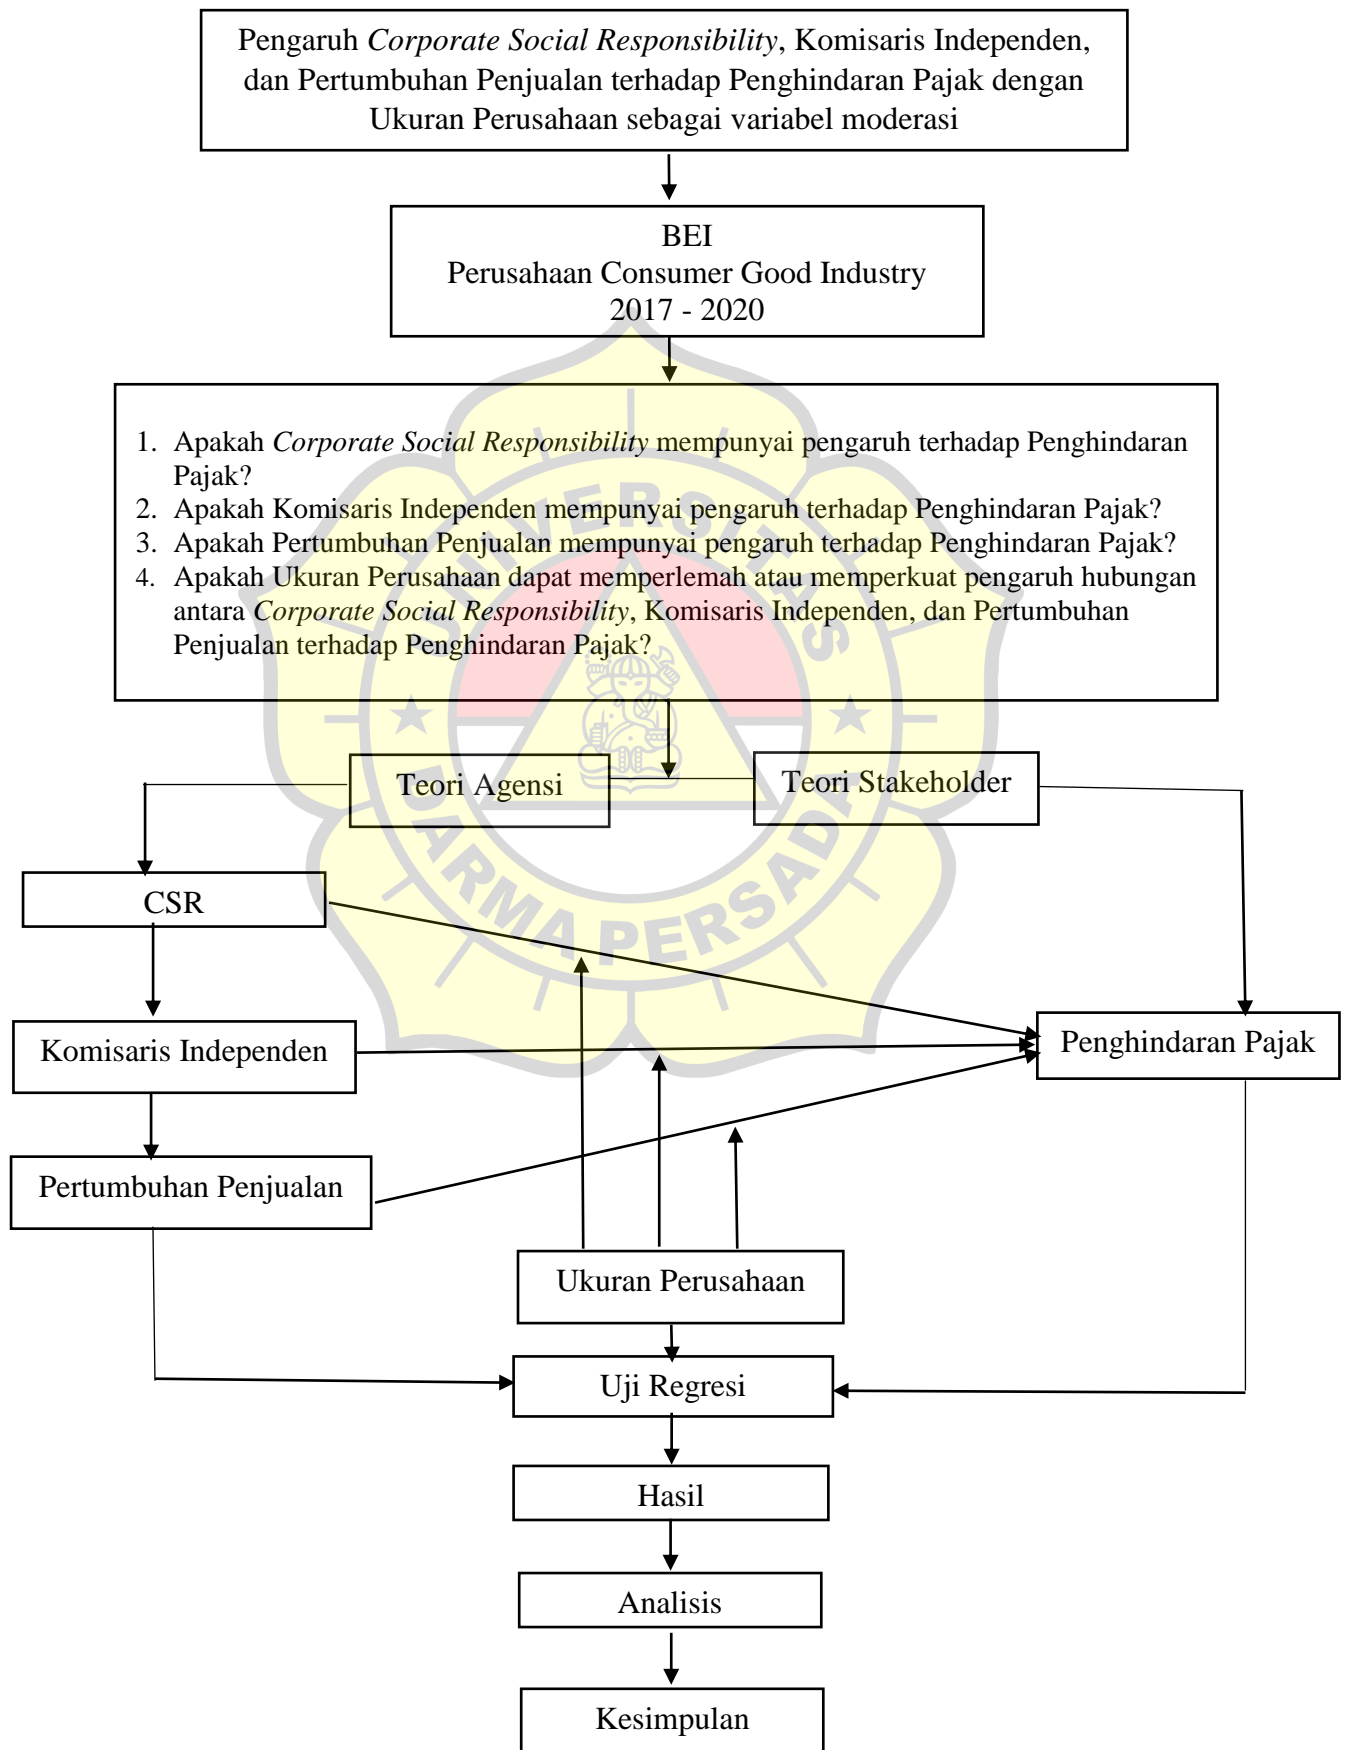 Pengaruh Corporate Social Responsibility, Komisaris Independen,
dan Pertumbuhan Penjualan terhadap Penghindaran Pajak dengan
Ukuran Perusahaan sebagai variabel moderasi
BEI
Perusahaan Consumer Good Industry
2017 - 2020
1. Apakah Corporate Social Responsibility mempunyai pengaruh terhadap Penghindaran
Pajak?
2. Apakah Komisaris Independen mempunyai pengaruh terhadap Penghindaran Pajak?
3. Apakah Pertumbuhan Penjualan mempunyai pengaruh terhadap Penghindaran Pajak?
4. Apakah Ukuran Perusahaan dapat memperlemah atau memperkuat pengaruh hubungan
antara Corporate Social Responsibility, Komisaris Independen, dan Pertumbuhan
Penjualan terhadap Penghindaran Pajak?
UNIVERSITAS
DARMA PERSADA
Teori Agensi
Teori Stakeholder
CSR
Komisaris Independen
Penghindaran Pajak
Pertumbuhan Penjualan
Ukuran Perusahaan
Uji Regresi
Hasil
Analisis
Kesimpulan